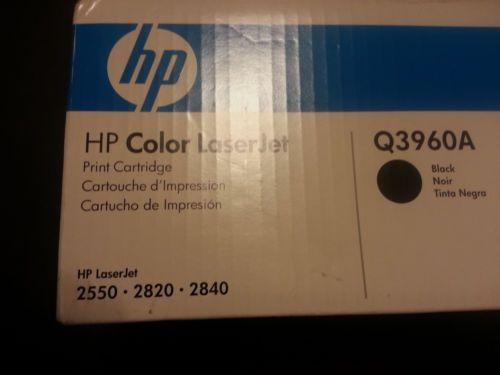 hp
HP Color LaserJet
Print Cartridge
Cartouche d'Impression
Cartucho de Impresión
HP LaserJet
2550 • 2820 • 2840
Q3960A
Black
Noir
Tinta Negra